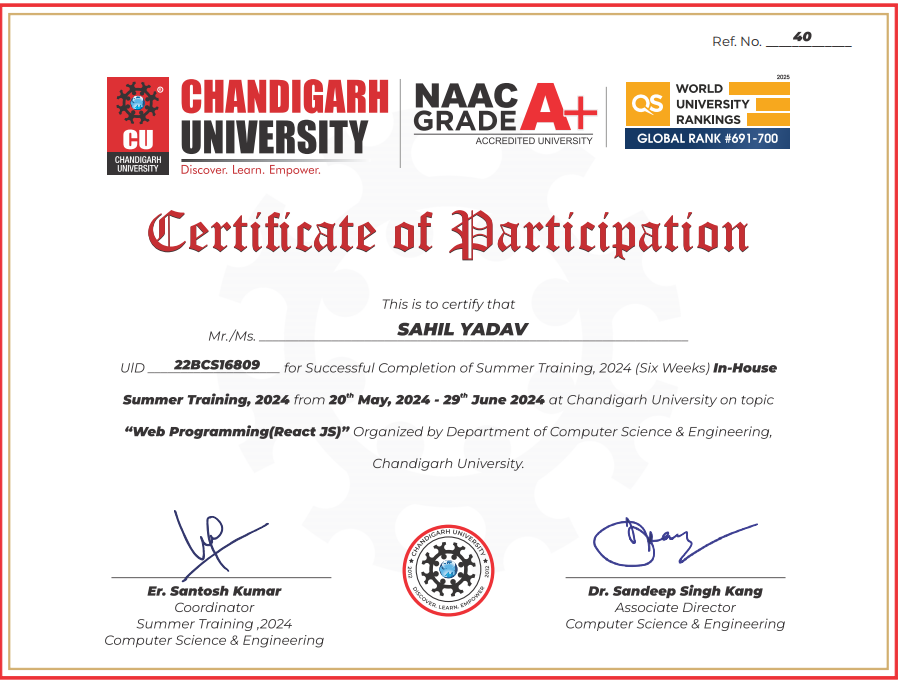 Ref. No. 40
CU
CHANDIGARH
UNIVERSITY
CHANDIGARH
UNIVERSITY
Discover. Learn. Empower.
NAAC
GRADE A+
ACCREDITED UNIVERSITY
2025
QS WORLD
UNIVERSITY
RANKINGS
GLOBAL RANK #691-700
Certificate of Participation
This is to certify that
Mr./Ms. SAHIL YADAV
UID 22BCS16809 for Successful Completion of Summer Training, 2024 (Six Weeks) In-House
Summer Training, 2024 from 20th May, 2024 - 29th June 2024 at Chandigarh University on topic
“Web Programming(React JS)” Organized by Department of Computer Science & Engineering,
Chandigarh University.
CHANDIGARH UNIVERSITY
2012 2012
DISCOVER. LEARN. EMPOWER
Er. Santosh Kumar
Coordinator
Summer Training ,2024
Computer Science & Engineering
Dr. Sandeep Singh Kang
Associate Director
Computer Science & Engineering